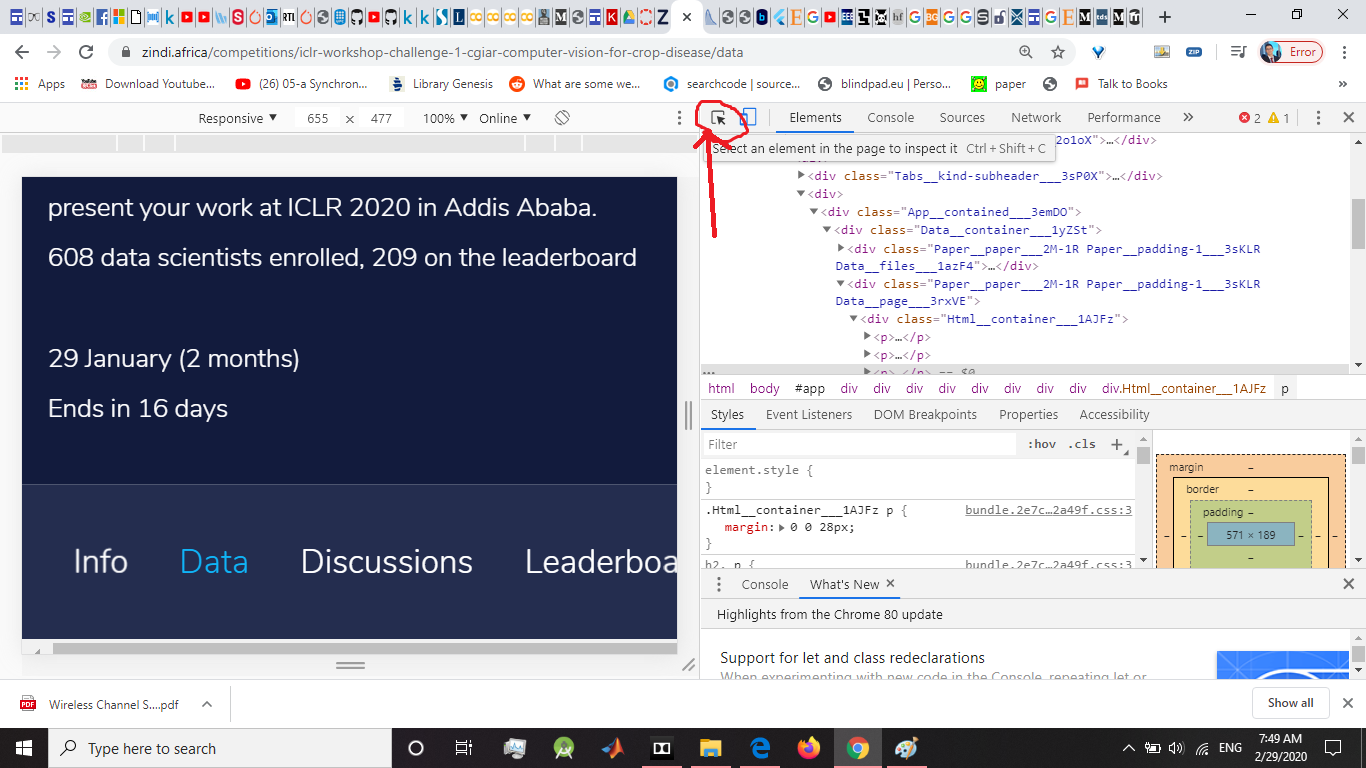 zindi.africa/competitions/iclr-workshop-challenge-1-cgiar-computer-vision-for-crop-disease/data
Error
Apps
Download Youtube...
(26) 05-a Synchron...
Library Genesis
What are some we...
searchcode | source...
blindpad.eu | Perso...
paper
Talk to Books
»
Responsive
655 x 477
100%
Online
Elements
Console
Sources
Network
Performance
»
2
1
Select an element in the page to inspect it Ctrl + Shift + C
2o1oX">…</div>
<div class="Tabs__kind-subheader___3sP0X">…</div>
<div>
<div class="App__contained___3emDO">
<div class="Data__container___1yZSt">
<div class="Paper__paper___2M-1R Paper__padding-1___3sKLR
Data__files___1azF4">…</div>
<div class="Paper__paper___2M-1R Paper__padding-1___3sKLR
Data__page___3rxVE">
<div class="Html__container___1AJFz">
<p>…</p>
<p>…</p>
<p>…</p> == $0
html body #app div div div div div div div div div.Html__container___1AJFz p
Styles
Event Listeners
DOM Breakpoints
Properties
Accessibility
Filter
:hov .cls +
element.style {
}
.Html__container___1AJFz p {
bundle.2e7c…2a49f.css:3
margin: 0 0 28px;
}
h2, p {
bundle.2e7c…2a49f.css:3
margin –
border –
padding –
– – – 571 × 189 – – –
–
Console
What's New
Highlights from the Chrome 80 update
Support for let and class redeclarations
When experimenting with new code in the Console, repeating let or
present your work at ICLR 2020 in Addis Ababa.
608 data scientists enrolled, 209 on the leaderboard
29 January (2 months)
Ends in 16 days
Info
Data
Discussions
Leaderboa
Wireless Channel S....pdf
Show all
Type here to search
ENG
7:49 AM
2/29/2020